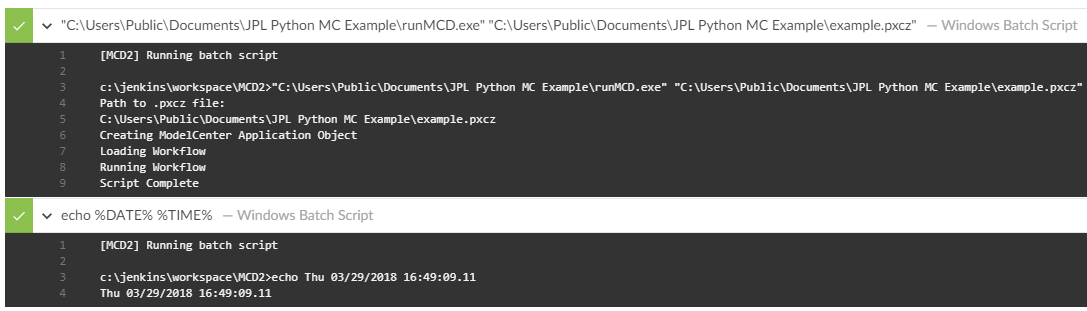 "C:\Users\Public\Documents\JPL Python MC Example\runMCD.exe" "C:\Users\Public\Documents\JPL Python MC Example\example.pxcz" — Windows Batch Script
1 [MCD2] Running batch script
2
3 c:\jenkins\workspace\MCD2>"C:\Users\Public\Documents\JPL Python MC Example\runMCD.exe" "C:\Users\Public\Documents\JPL Python MC Example\example.pxcz"
4 Path to .pxcz file:
5 C:\Users\Public\Documents\JPL Python MC Example\example.pxcz
6 Creating ModelCenter Application Object
7 Loading Workflow
8 Running Workflow
9 Script Complete
echo %DATE% %TIME% — Windows Batch Script
1 [MCD2] Running batch script
2
3 c:\jenkins\workspace\MCD2>echo Thu 03/29/2018 16:49:09.11
4 Thu 03/29/2018 16:49:09.11